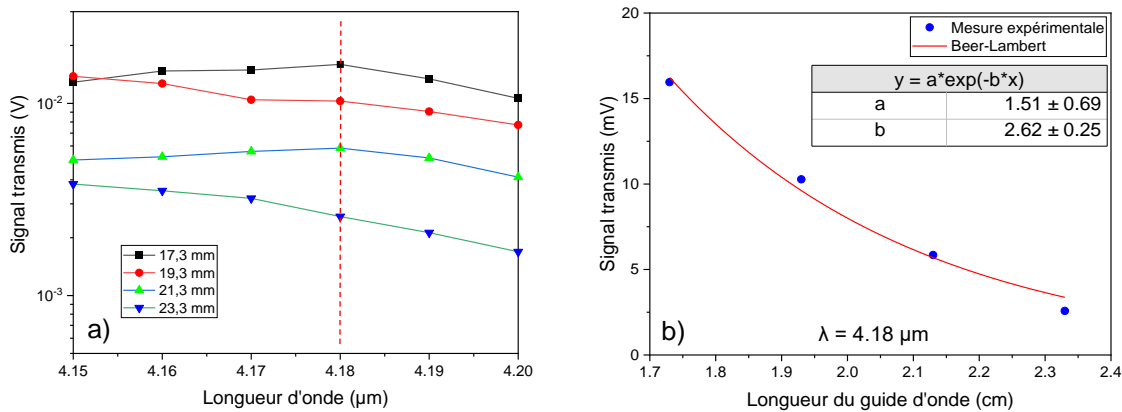 10⁻²
10⁻³
Signal transmis (V)
4.15 4.16 4.17 4.18 4.19 4.20
Longueur d'onde (µm)
17,3 mm
19,3 mm
21,3 mm
23,3 mm
a)
20
15
10
5
0
Signal transmis (mV)
1.7 1.8 1.9 2.0 2.1 2.2 2.3 2.4
Longueur du guide d'onde (cm)
Mesure expérimentale
Beer-Lambert
y = a*exp(-b*x)
a 1.51 ± 0.69
b 2.62 ± 0.25
b)
λ = 4.18 µm